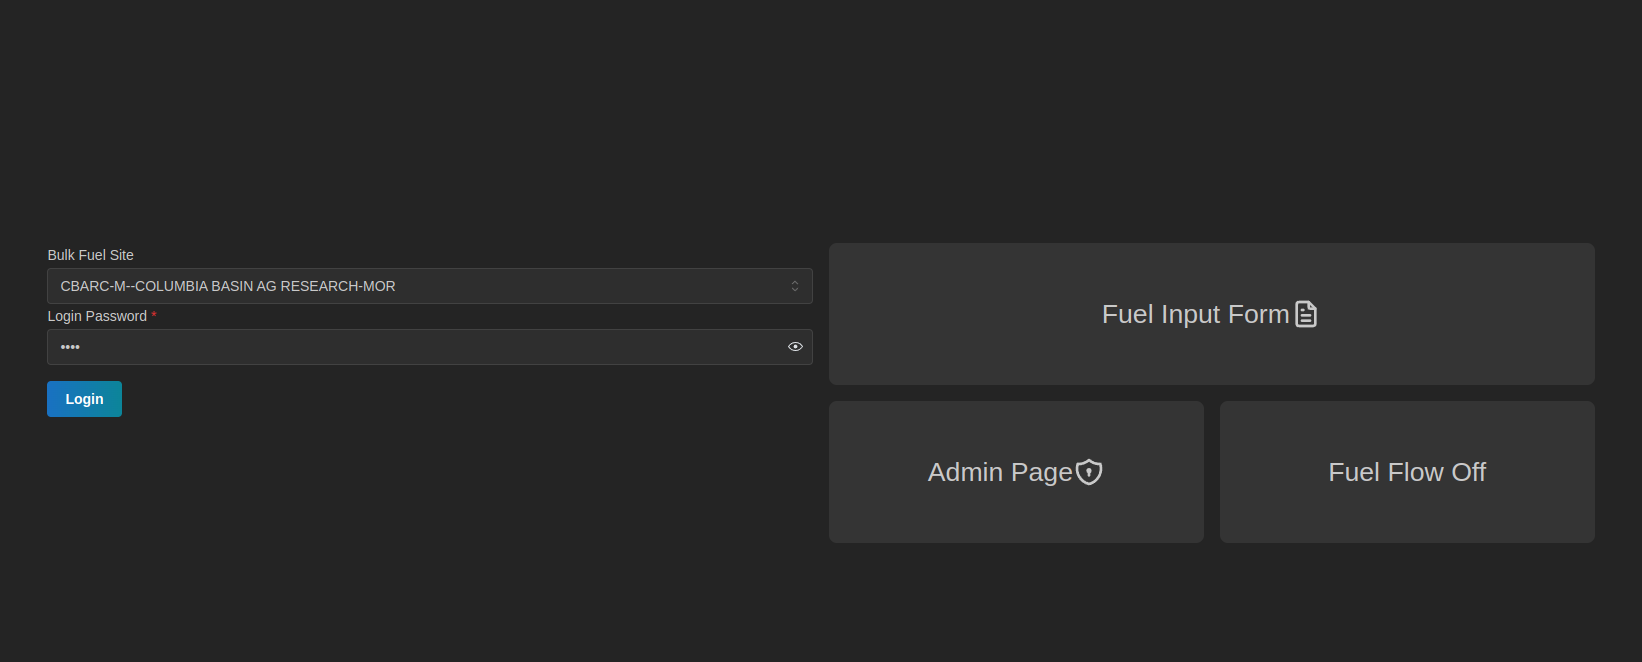 Bulk Fuel Site
CBARC-M--COLUMBIA BASIN AG RESEARCH-MOR
Login Password *
••••
Login
Fuel Input Form
Admin Page
Fuel Flow Off